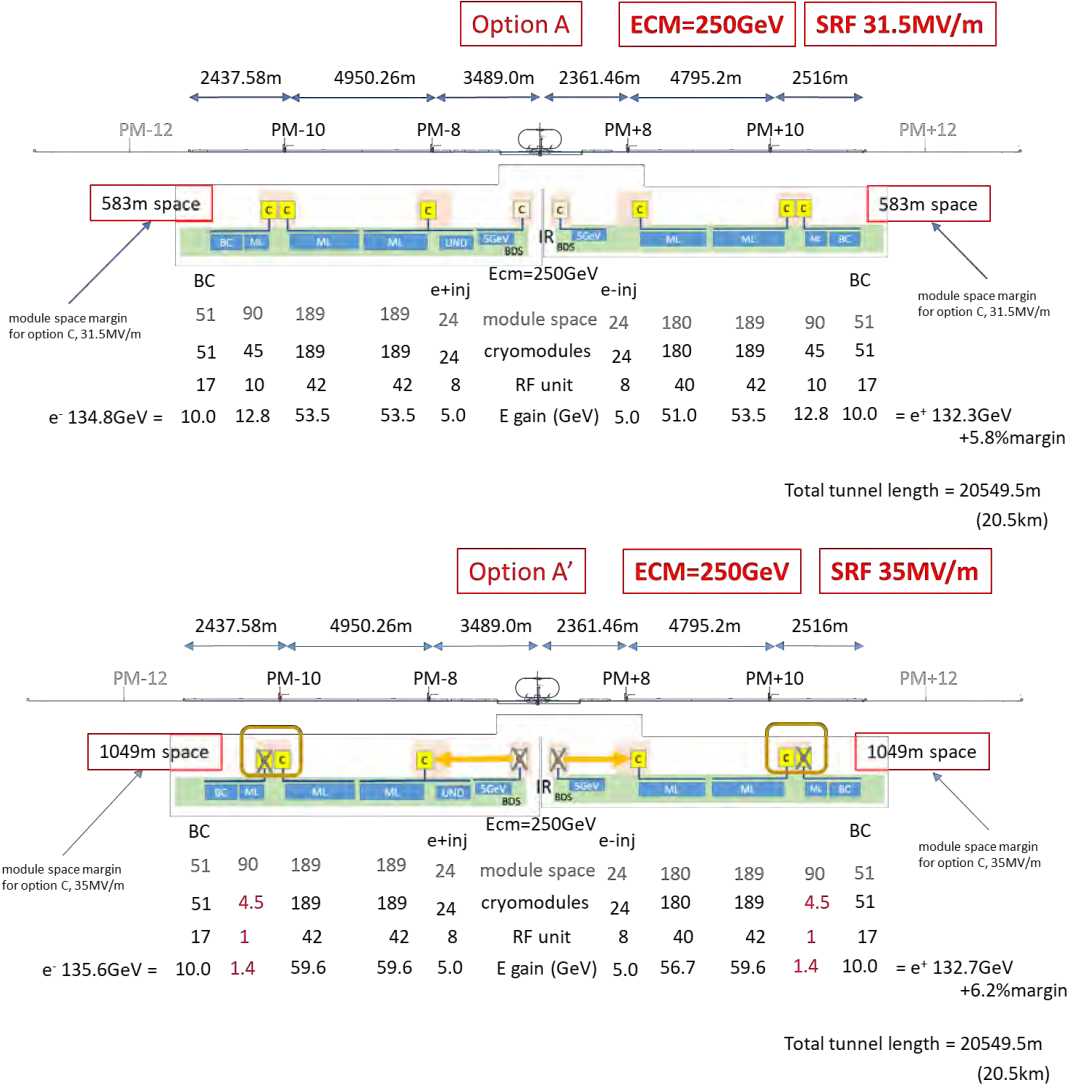 Option A ECM=250GeV SRF 31.5MV/m
2437.58m 4950.26m 3489.0m 2361.46m 4795.2m 2516m
PM-12 PM-10 PM-8 PM+8 PM+10 PM+12
583m space C C C C C C C C 583m space
BC ML ML ML UND 5GeV BDS IR BDS 5GeV ML ML ML BC
Ecm=250GeV
BC e+inj e-inj BC
module space margin
for option C, 31.5MV/m
module space margin
for option C, 31.5MV/m
51 90 189 189 24 module space 24 180 189 90 51
51 45 189 189 24 cryomodules 24 180 189 45 51
17 10 42 42 8 RF unit 8 40 42 10 17
e- 134.8GeV = 10.0 12.8 53.5 53.5 5.0 E gain (GeV) 5.0 51.0 53.5 12.8 10.0 = e+ 132.3GeV
+5.8%margin
Total tunnel length = 20549.5m
(20.5km)
Option A’ ECM=250GeV SRF 35MV/m
2437.58m 4950.26m 3489.0m 2361.46m 4795.2m 2516m
PM-12 PM-10 PM-8 PM+8 PM+10 PM+12
1049m space C C C C 1049m space
BC ML ML ML UND 5GeV BDS IR BDS 5GeV ML ML ML BC
Ecm=250GeV
BC e+inj e-inj BC
module space margin
for option C, 35MV/m
module space margin
for option C, 35MV/m
51 90 189 189 24 module space 24 180 189 90 51
51 4.5 189 189 24 cryomodules 24 180 189 4.5 51
17 1 42 42 8 RF unit 8 40 42 1 17
e- 135.6GeV = 10.0 1.4 59.6 59.6 5.0 E gain (GeV) 5.0 56.7 59.6 1.4 10.0 = e+ 132.7GeV
+6.2%margin
Total tunnel length = 20549.5m
(20.5km)